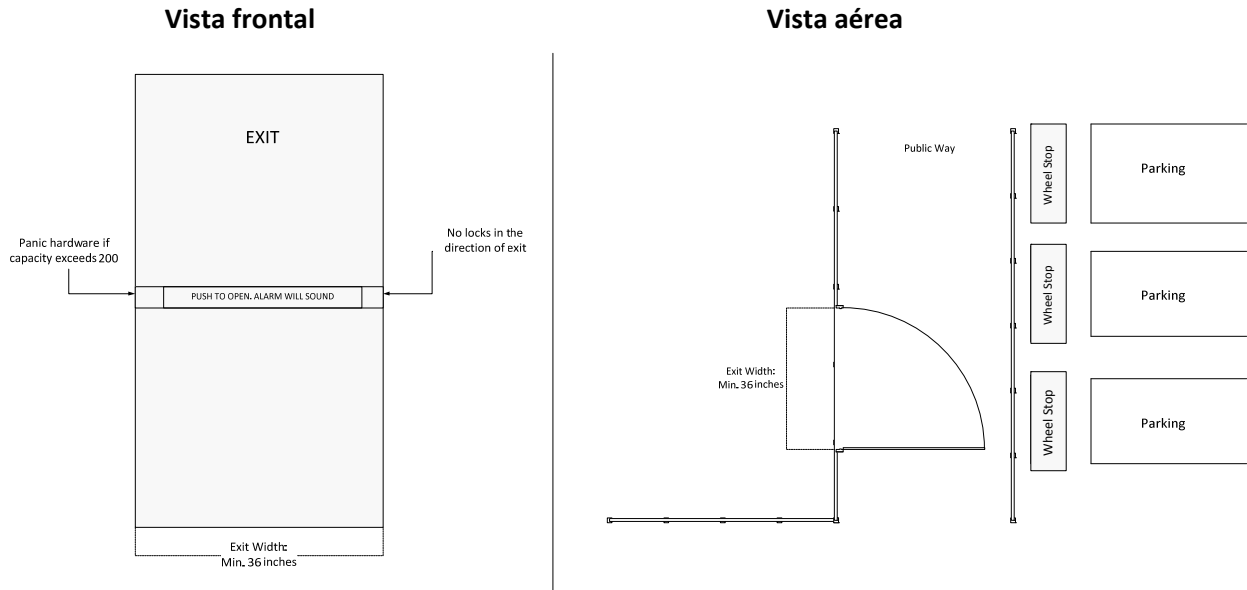 Vista frontal
EXIT
Panic hardware if
capacity exceeds 200
No locks in the
direction of exit
PUSH TO OPEN. ALARM WILL SOUND
Exit Width:
Min. 36 inches
Vista aérea
Public Way
Wheel Stop
Parking
Wheel Stop
Parking
Exit Width:
Min. 36 inches
Wheel Stop
Parking